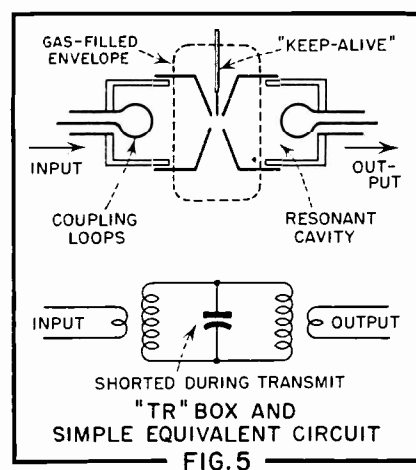 GAS-FILLED
ENVELOPE
"KEEP-ALIVE"
INPUT
OUT-
PUT
COUPLING
LOOPS
RESONANT
CAVITY
INPUT
OUTPUT
SHORTED DURING TRANSMIT
"TR" BOX AND
SIMPLE EQUIVALENT CIRCUIT
FIG.5